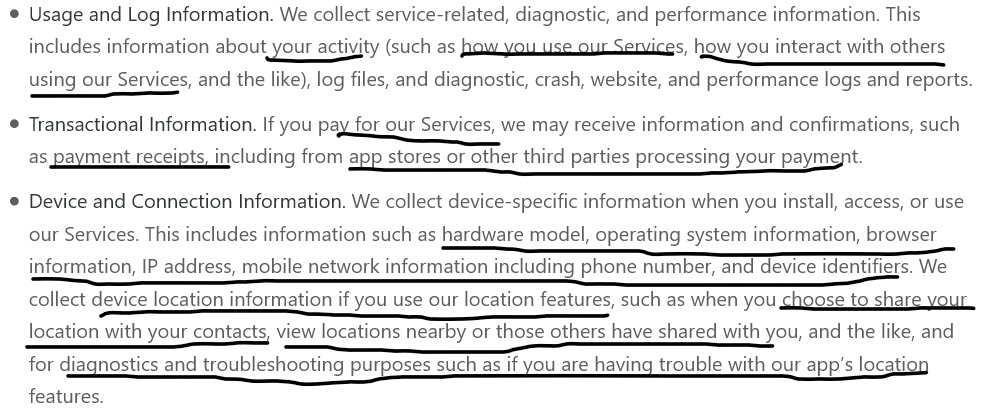 Usage and Log Information. We collect service-related, diagnostic, and performance information. This
includes information about your activity (such as how you use our Services, how you interact with others
using our Services, and the like), log files, and diagnostic, crash, website, and performance logs and reports.
Transactional Information. If you pay for our Services, we may receive information and confirmations, such
as payment receipts, including from app stores or other third parties processing your payment.
Device and Connection Information. We collect device-specific information when you install, access, or use
our Services. This includes information such as hardware model, operating system information, browser
information, IP address, mobile network information including phone number, and device identifiers. We
collect device location information if you use our location features, such as when you choose to share your
location with your contacts, view locations nearby or those others have shared with you, and the like, and
for diagnostics and troubleshooting purposes such as if you are having trouble with our app's location
features.